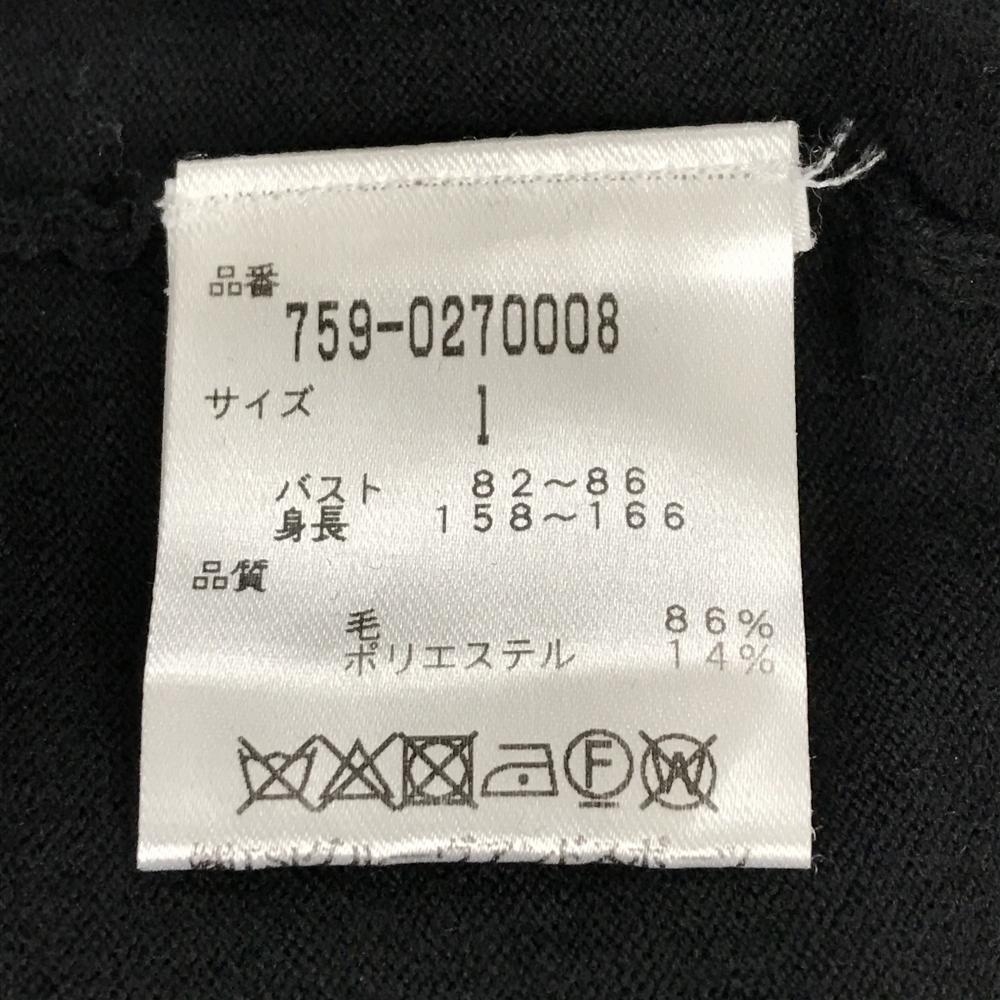 品番
759-0270008
サイズ 1
バスト 82～86
身長 158～166
品質
毛 86%
ポリエステル 14%
F W